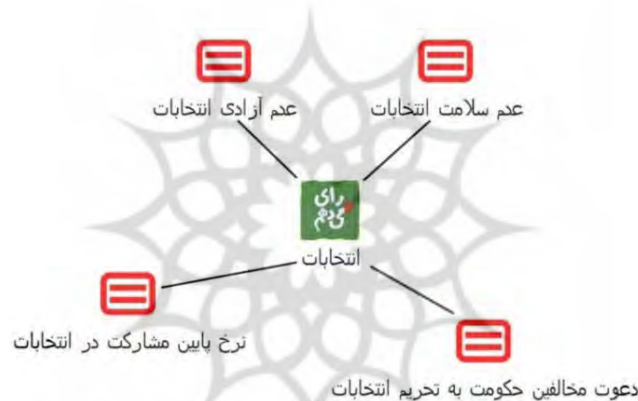 عدم سلامت انتخابات
عدم آزادی انتخابات
رای
می‌دهم
انتخابات
نرخ پایین مشارکت در انتخابات
دعوت مخالفین حکومت به تحریم انتخابات